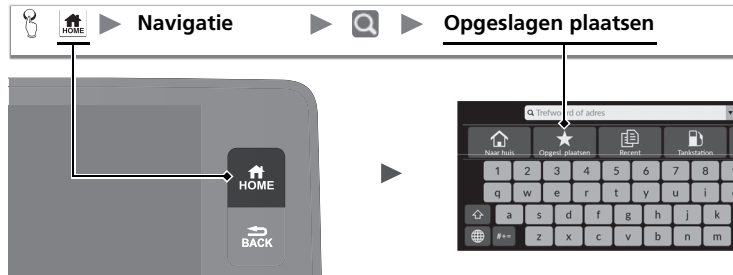 HOME Navigatie Opgeslagen plaatsen
HOME
BACK
Trefwoord of adres
Naar huis Opgesl. plaatsen Recent Tankstation
1 2 3 4 5 6 7 8
q w e r t y u i
a s d f g h j k
#+= z x c v b n m